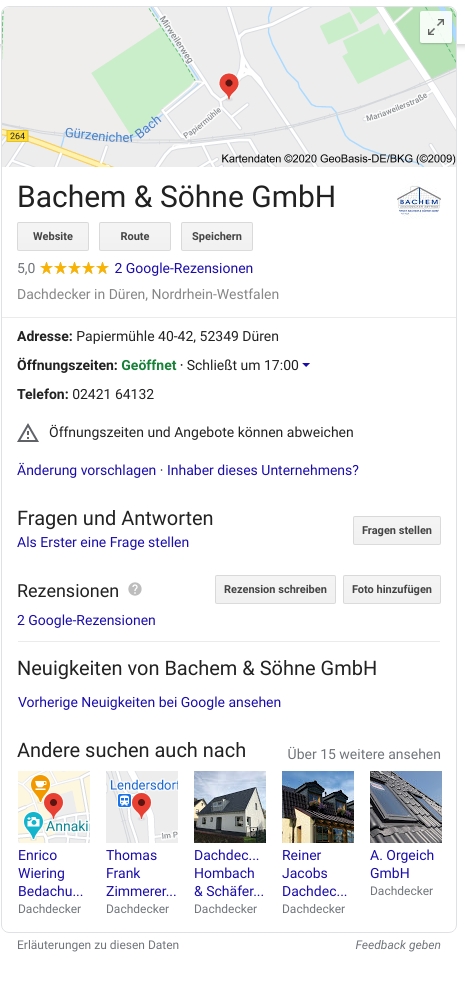 Mirweilerweg
264
Gürzenicher Bach
Papiermühle
Mariaweilerstraße
Kartendaten ©2020 GeoBasis-DE/BKG (©2009)
Bachem & Söhne GmbH
BACHEM
Website
Route
Speichern
5,0 ★★★★★ 2 Google-Rezensionen
Dachdecker in Düren, Nordrhein-Westfalen
Adresse: Papiermühle 40-42, 52349 Düren
Öffnungszeiten: Geöffnet · Schließt um 17:00
Telefon: 02421 64132
Öffnungszeiten und Angebote können abweichen
Änderung vorschlagen · Inhaber dieses Unternehmens?
Fragen und Antworten
Fragen stellen
Als Erster eine Frage stellen
Rezensionen ?
Rezension schreiben
Foto hinzufügen
2 Google-Rezensionen
Neuigkeiten von Bachem & Söhne GmbH
Vorherige Neuigkeiten bei Google ansehen
Andere suchen auch nach
Über 15 weitere ansehen
Annaki
Lendersdorf
Im P
Enrico
Wiering
Bedachu...
Dachdecker
Thomas
Frank
Zimmerer...
Dachdecker
Dachdec...
Hombach
& Schäfer...
Dachdecker
Reiner
Jacobs
Dachdec...
Dachdecker
A. Orgeich
GmbH
Dachdecker
Erläuterungen zu diesen Daten
Feedback geben